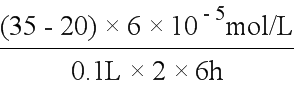 (35 - 20) × 6 × 10⁻⁵mol/L
0.1L × 2 × 6h